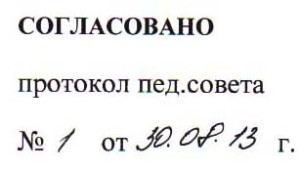 СОГЛАСОВАНО
протокол пед.совета
№ 1 от 30.08.13 г.